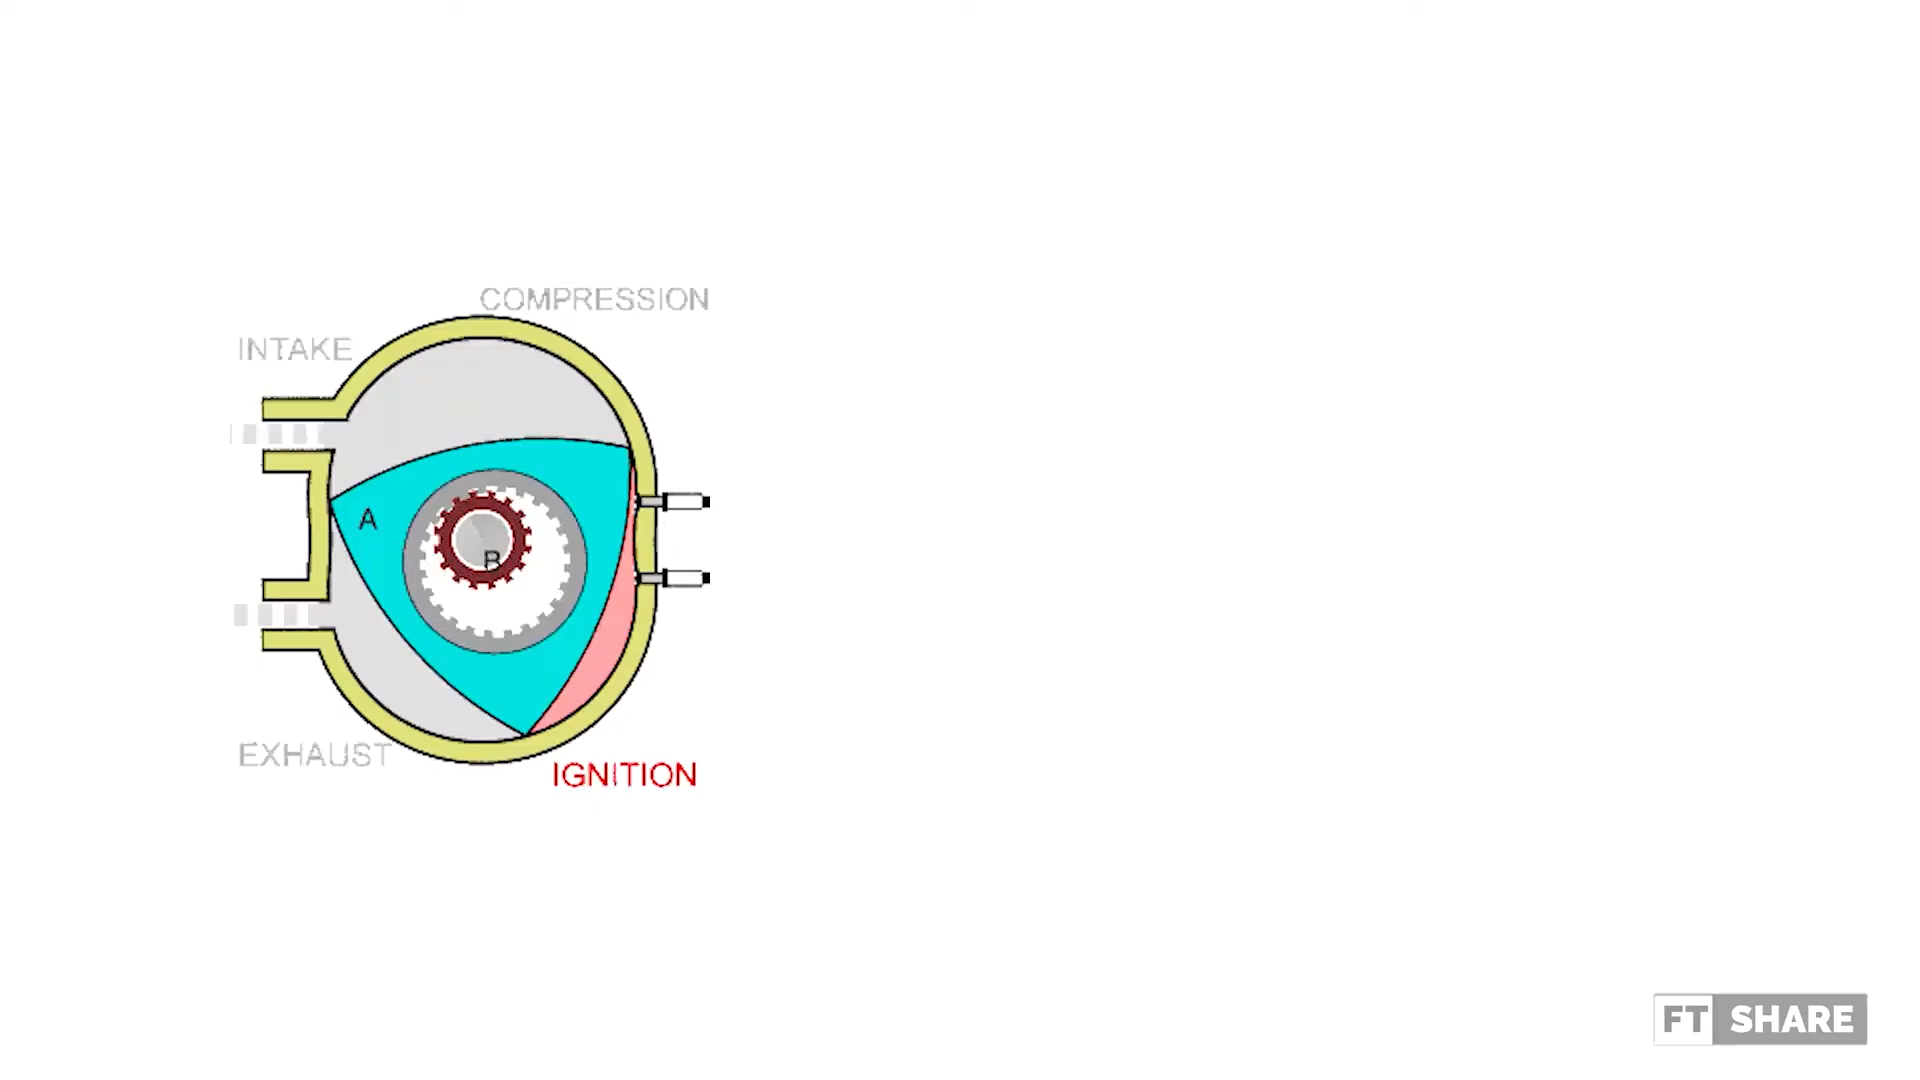 COMPRESSION
INTAKE
A
B
EXHAUST
IGNITION
FT SHARE